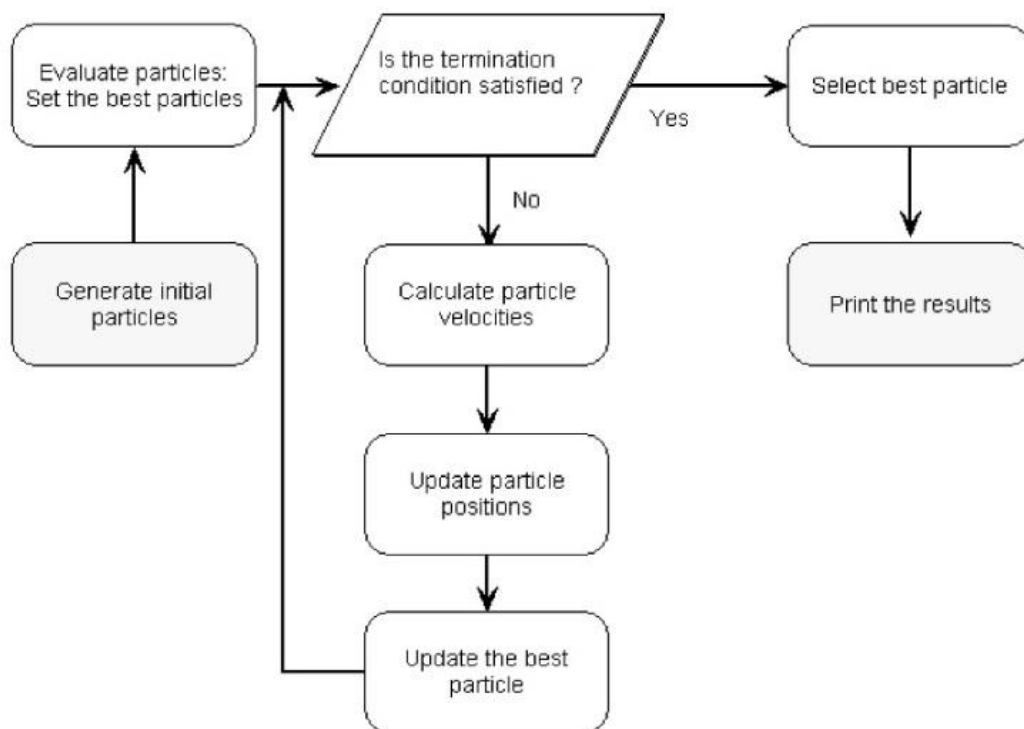 Evaluate particles:
Set the best particles
Is the termination
condition satisfied ?
Yes
Select best particle
No
Generate initial
particles
Calculate particle
velocities
Print the results
Update particle
positions
Update the best
particle